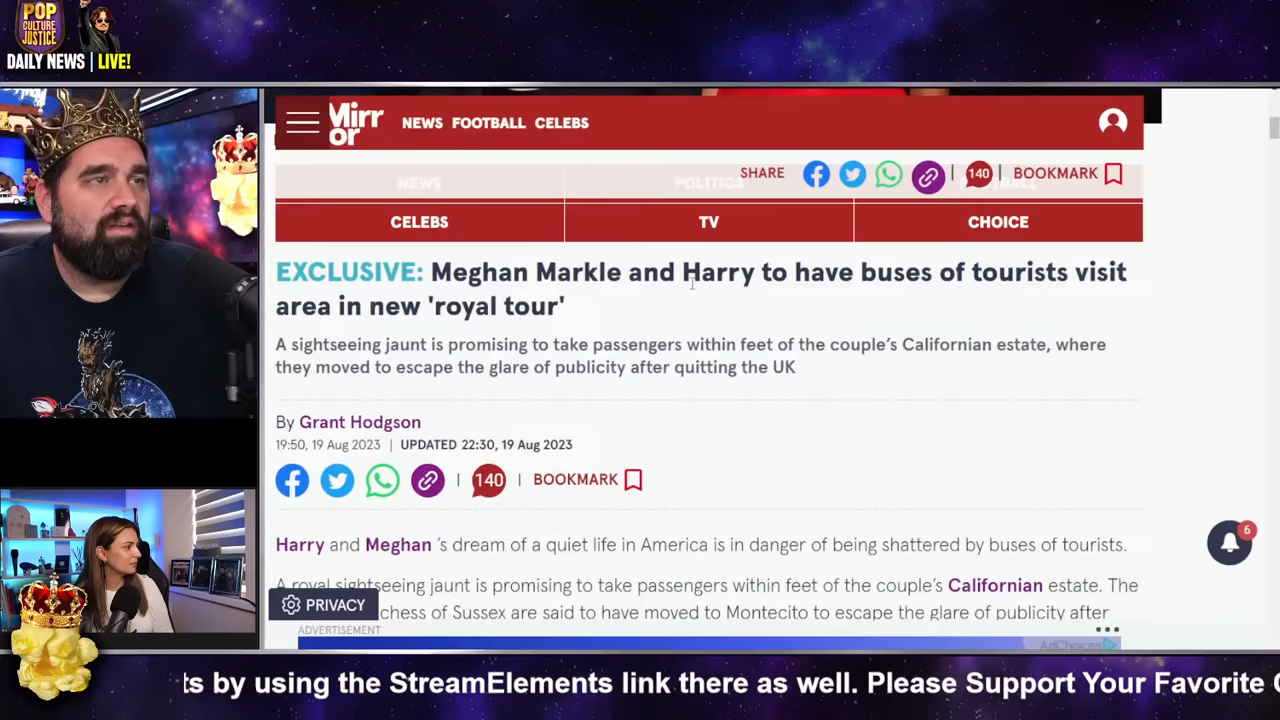 POP
CULTURE
JUSTICE
DAILY NEWS | LIVE!
Mirr
or
NEWS FOOTBALL CELEBS
SHARE
140
BOOKMARK
NEWS
POLITICS
CELEBS
TV
CHOICE
EXCLUSIVE: Meghan Markle and Harry to have buses of tourists visit
area in new 'royal tour'
A sightseeing jaunt is promising to take passengers within feet of the couple's Californian estate, where
they moved to escape the glare of publicity after quitting the UK
By Grant Hodgson
19:50, 19 Aug 2023 | UPDATED 22:30, 19 Aug 2023
140
BOOKMARK
6
Harry and Meghan 's dream of a quiet life in America is in danger of being shattered by buses of tourists.
A royal sightseeing jaunt is promising to take passengers within feet of the couple's Californian estate. The
chess of Sussex are said to have moved to Montecito to escape the glare of publicity after
PRIVACY
ADVERTISEMENT
AdChoices
ts by using the StreamElements link there as well. Please Support Your Favorite